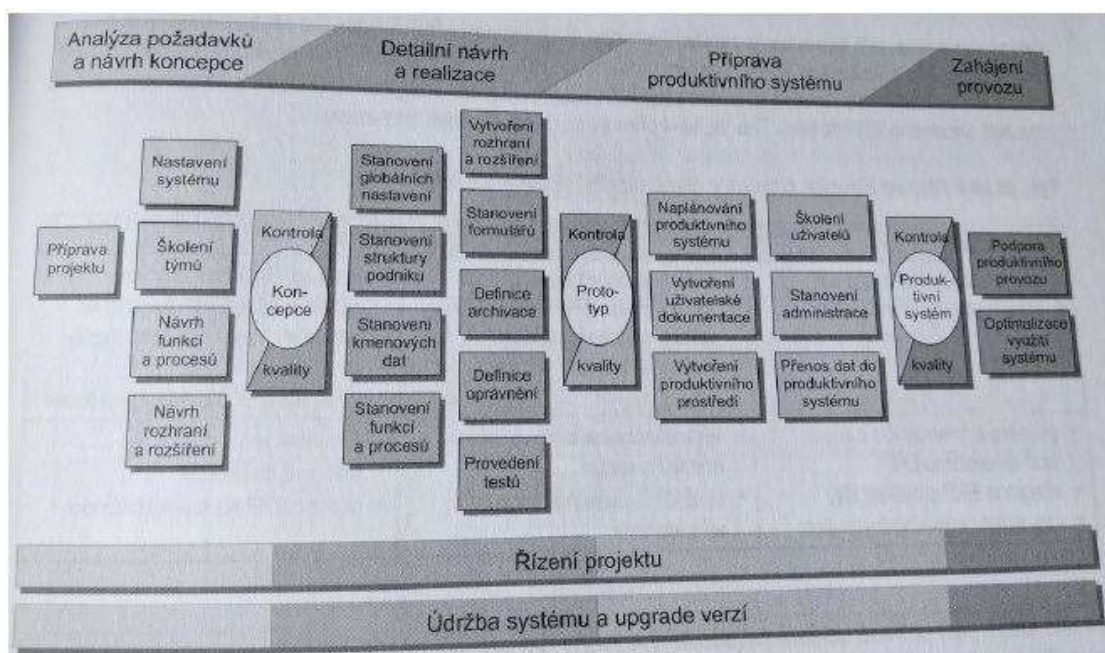 Analýza požadavků
a návrh koncepce
Detailní návrh
a realizace
Příprava
produktivního systému
Zahájení
provozu
Příprava
projektu
Nastavení
systému
Školení
týmů
Návrh
funkcí
a procesů
Návrh
rozhraní
a rozšíření
Kontrola
Kon-
cepce
kvality
Stanovení
globálních
nastavení
Stanovení
struktury
podniku
Stanovení
kmenových
dat
Stanovení
funkcí
a procesů
Vytvoření
rozhraní
a rozšíření
Stanovení
formulářů
Definice
archivace
Definice
oprávnění
Provedení
testů
Kontrola
Proto-
typ
kvality
Naplánování
produktivního
systému
Vytvoření
uživatelské
dokumentace
Vytvoření
produktivního
prostředí
Školení
uživatelů
Stanovení
administrace
Přenos dat do
produktivního
systému
Kontrola
Produk-
tivní
systém
kvality
Podpora
produktivního
provozu
Optimalizace
využití
systému
Řízení projektu
Údržba systému a upgrade verzí